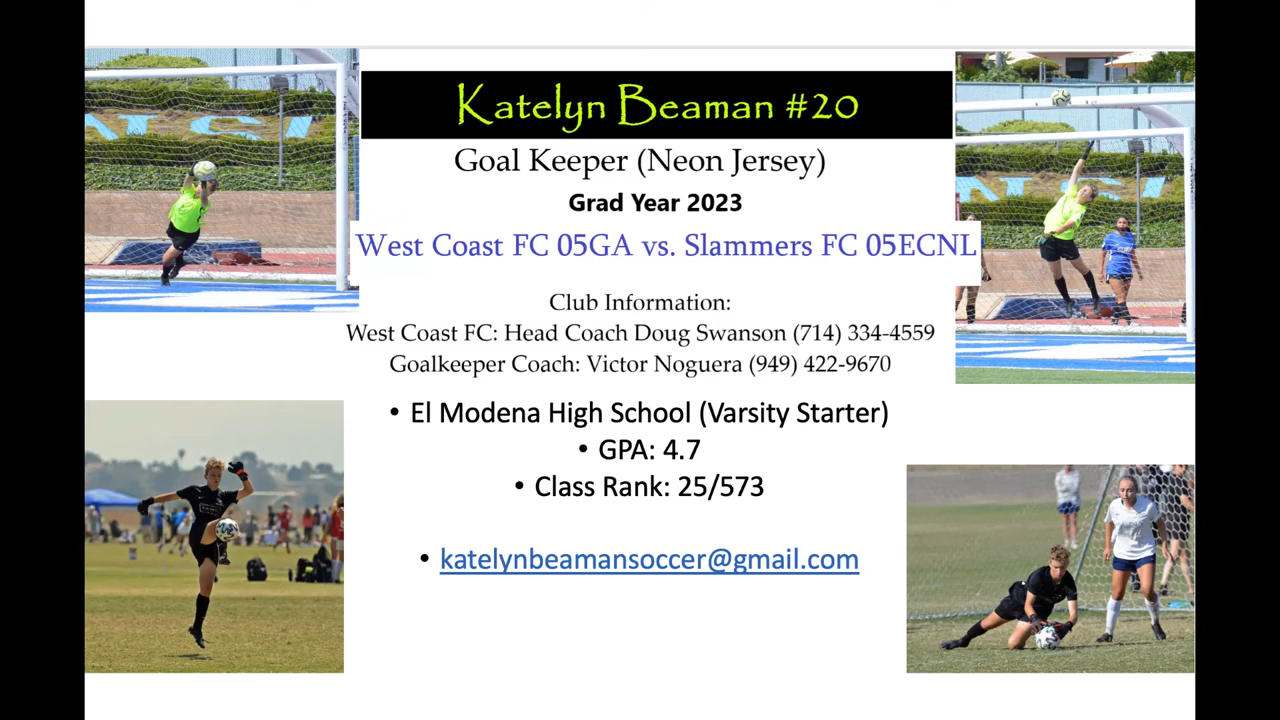 Katelyn Beaman #20
Goal Keeper (Neon Jersey)
Grad Year 2023
West Coast FC 05GA vs. Slammers FC 05ECNL
Club Information:
West Coast FC: Head Coach Doug Swanson (714) 334-4559
Goalkeeper Coach: Victor Noguera (949) 422-9670
• El Modena High School (Varsity Starter)
• GPA: 4.7
• Class Rank: 25/573
• katelynbeamansoccer@gmail.com